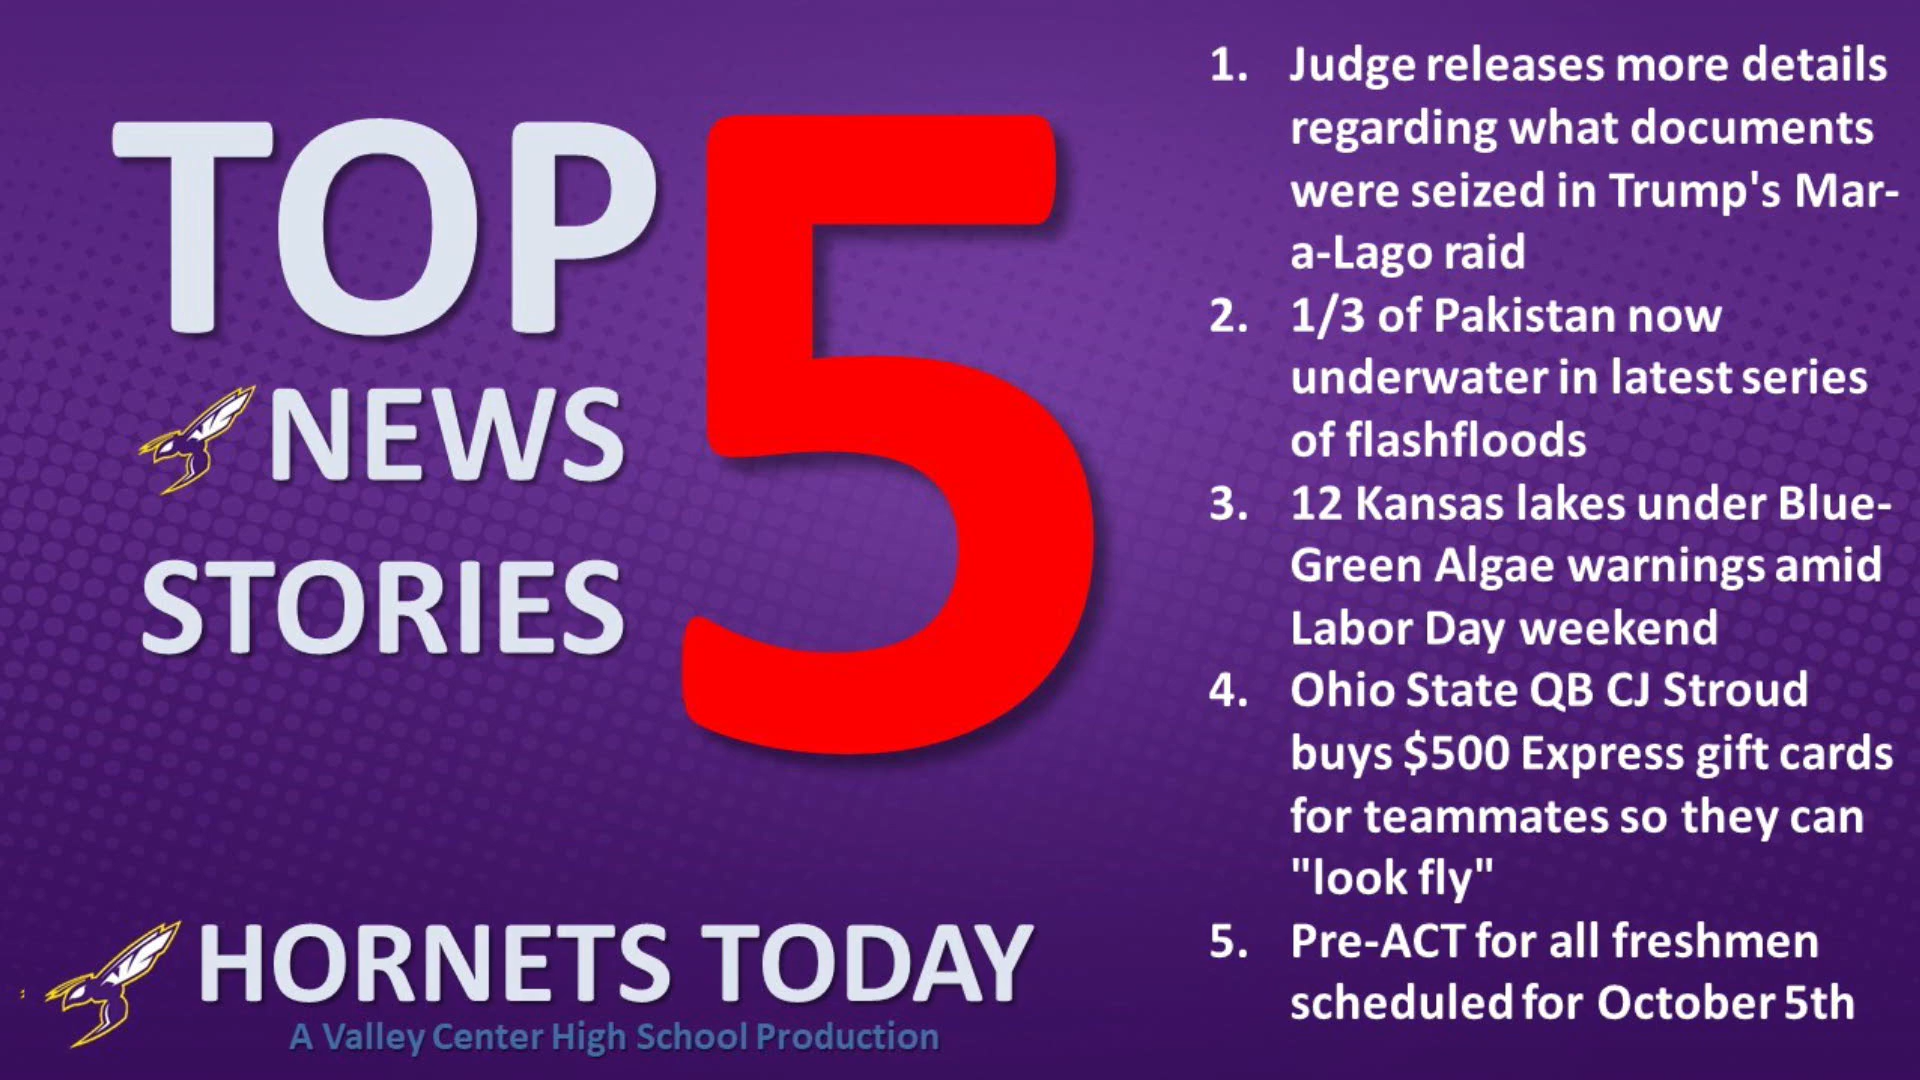 TOP 5
NEWS
STORIES
HORNETS TODAY
A Valley Center High School Production
1. Judge releases more details
regarding what documents
were seized in Trump's Mar-
a-Lago raid
2. 1/3 of Pakistan now
underwater in latest series
of flashfloods
3. 12 Kansas lakes under Blue-
Green Algae warnings amid
Labor Day weekend
4. Ohio State QB CJ Stroud
buys $500 Express gift cards
for teammates so they can
"look fly"
5. Pre-ACT for all freshmen
scheduled for October 5th